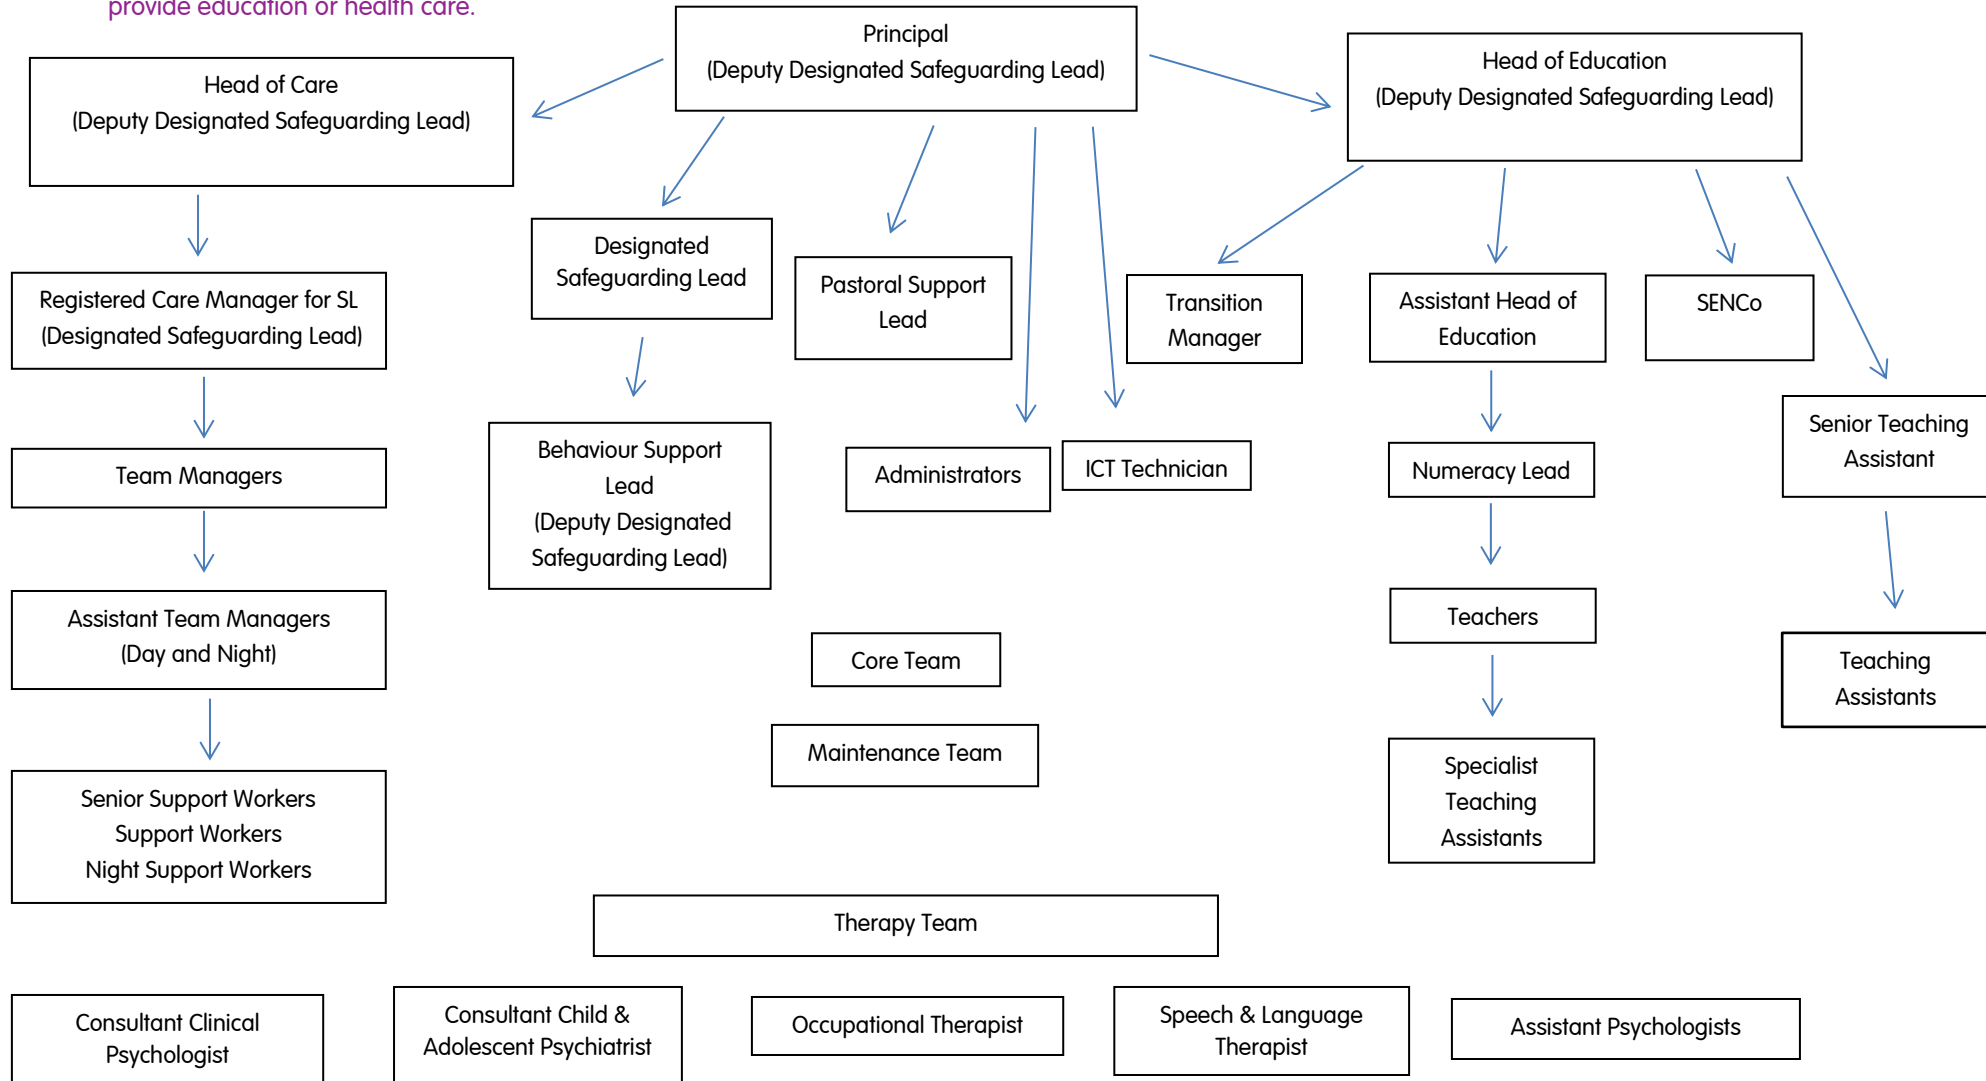 provide education or health care.
Principal
(Deputy Designated Safeguarding Lead)
Head of Care
(Deputy Designated Safeguarding Lead)
Head of Education
(Deputy Designated Safeguarding Lead)
Designated
Safeguarding Lead
Pastoral Support
Lead
Transition
Manager
Assistant Head of
Education
SENCo
Registered Care Manager for SL
(Designated Safeguarding Lead)
Senior Teaching
Assistant
Behaviour Support
Lead
(Deputy Designated
Safeguarding Lead)
Administrators
ICT Technician
Numeracy Lead
Team Managers
Assistant Team Managers
(Day and Night)
Teachers
Core Team
Teaching
Assistants
Maintenance Team
Specialist
Teaching
Assistants
Senior Support Workers
Support Workers
Night Support Workers
Therapy Team
Consultant Clinical
Psychologist
Consultant Child &
Adolescent Psychiatrist
Occupational Therapist
Speech & Language
Therapist
Assistant Psychologists